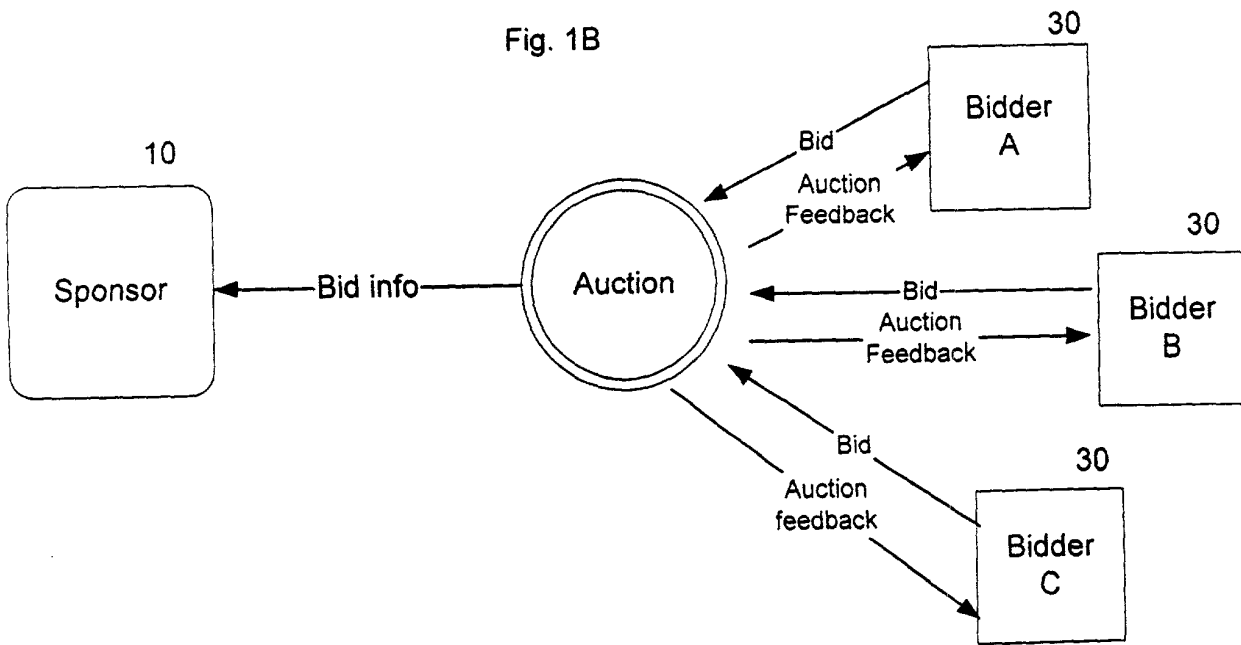 Fig. 1B
10
Sponsor
Bid info
Auction
30
Bidder
A
Bid
Auction
Feedback
30
Bidder
B
Bid
Auction
Feedback
30
Bidder
C
Bid
Auction
feedback